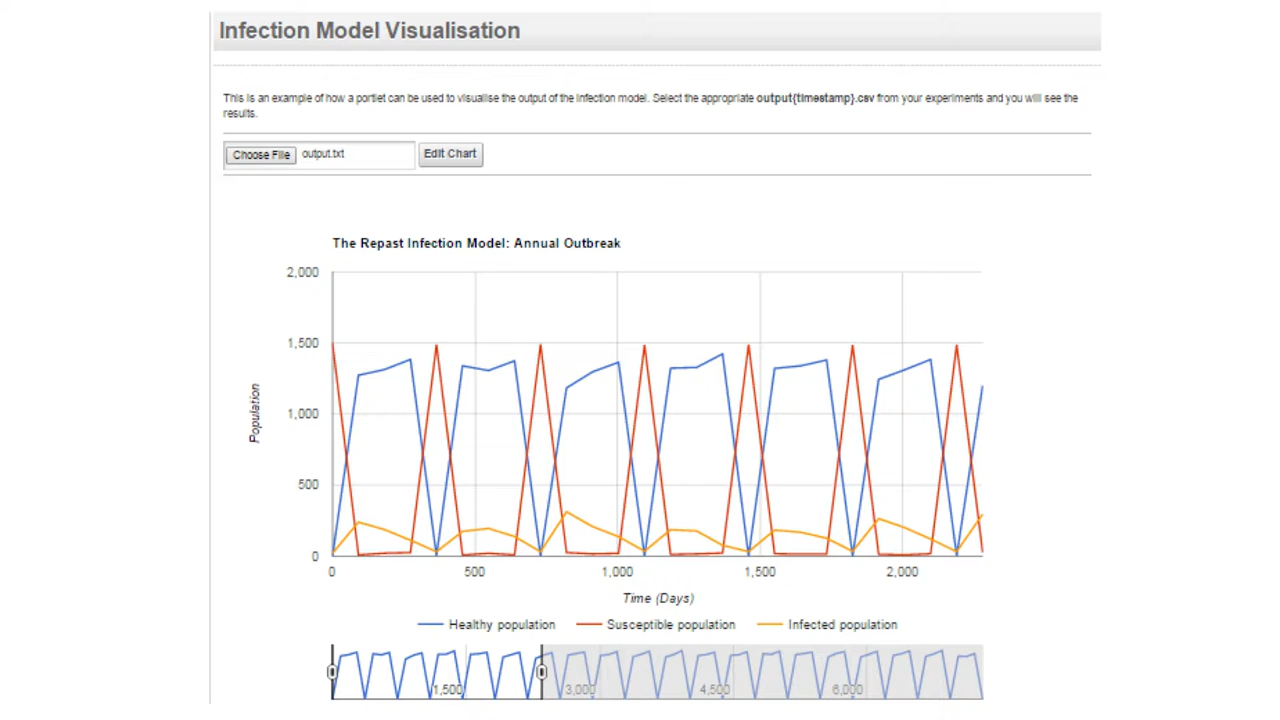 Infection Model Visualisation
This is an example of how a portlet can be used to visualise the output of the infection model. Select the appropriate output{timestamp}.csv from your experiments and you will see the
results.
Choose File output.txt Edit Chart
The Repast Infection Model: Annual Outbreak
2,000
1,500
1,000
500
0
Population
0 500 1,000 1,500 2,000
Time (Days)
Healthy population Susceptible population Infected population
1,500 3,000 4,500 6,000